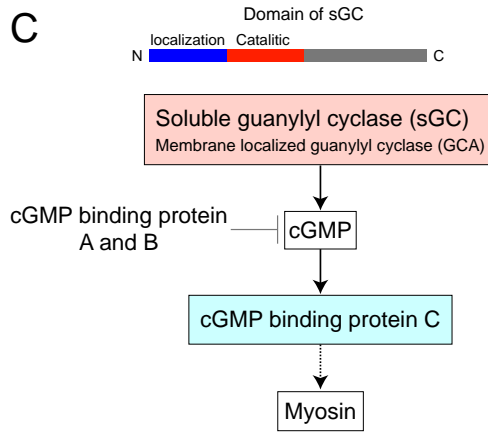 C
Domain of sGC
localization Catalitic
N C
Soluble guanylyl cyclase (sGC)
Membrane localized guanylyl cyclase (GCA)
cGMP binding protein
A and B
cGMP
cGMP binding protein C
Myosin